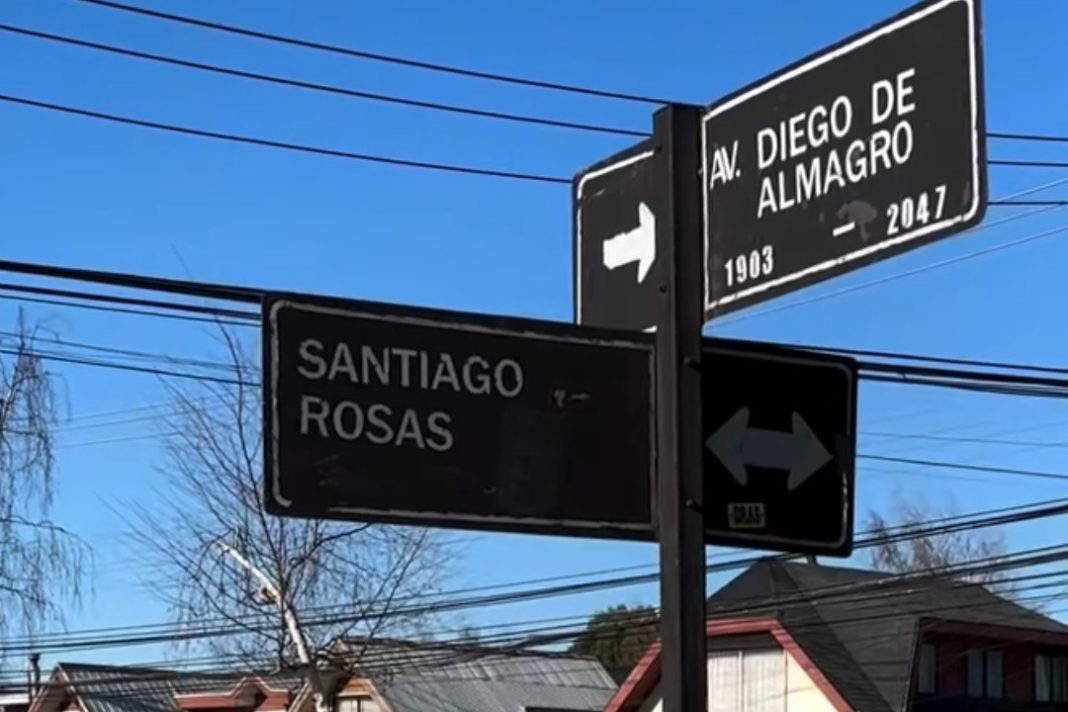 AV. DIEGO DE
ALMAGRO
1903 - 2047
SANTIAGO
ROSAS